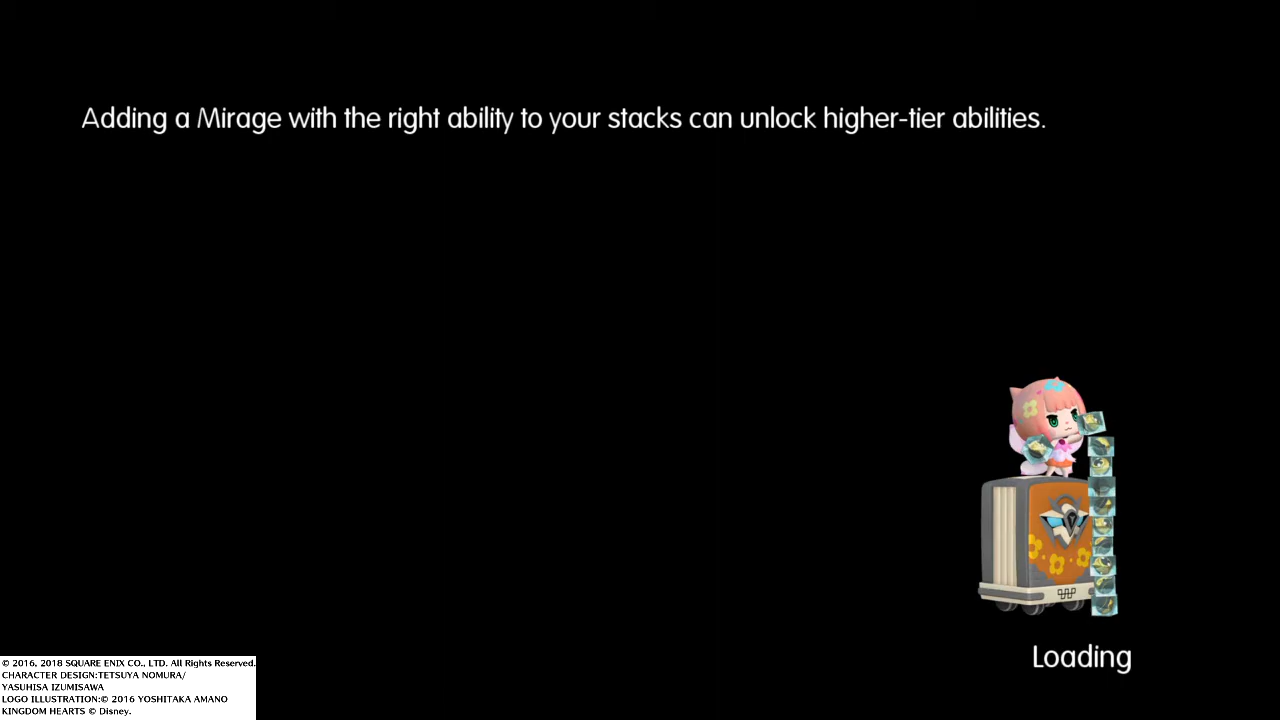 Adding a Mirage with the right ability to your stacks can unlock higher-tier abilities.
Loading
© 2016, 2018 SQUARE ENIX CO., LTD. All Rights Reserved.
CHARACTER DESIGN:TETSUYA NOMURA/
YASUHISA IZUMISAWA
LOGO ILLUSTRATION:© 2016 YOSHITAKA AMANO
KINGDOM HEARTS © Disney.